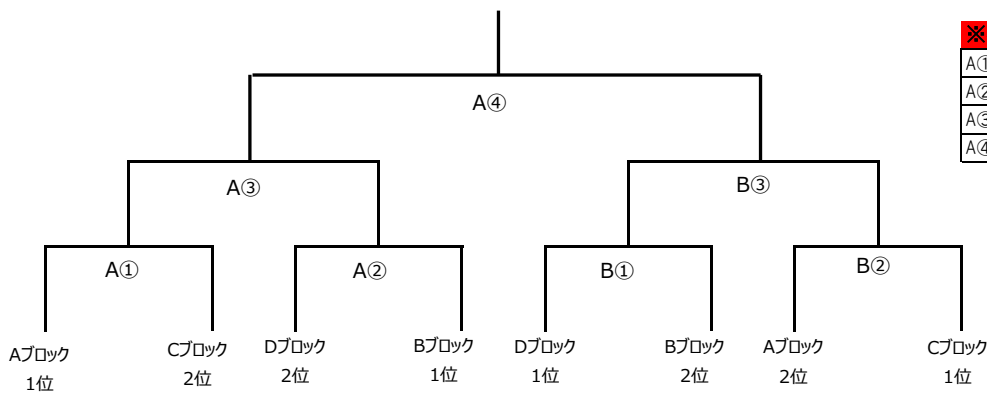 ※
A④
A①
A②
A③
A④
A③
B③
A①
A②
B①
B②
Aブロック
1位
Cブロック
2位
Dブロック
2位
Bブロック
1位
Dブロック
1位
Bブロック
2位
Aブロック
2位
Cブロック
1位